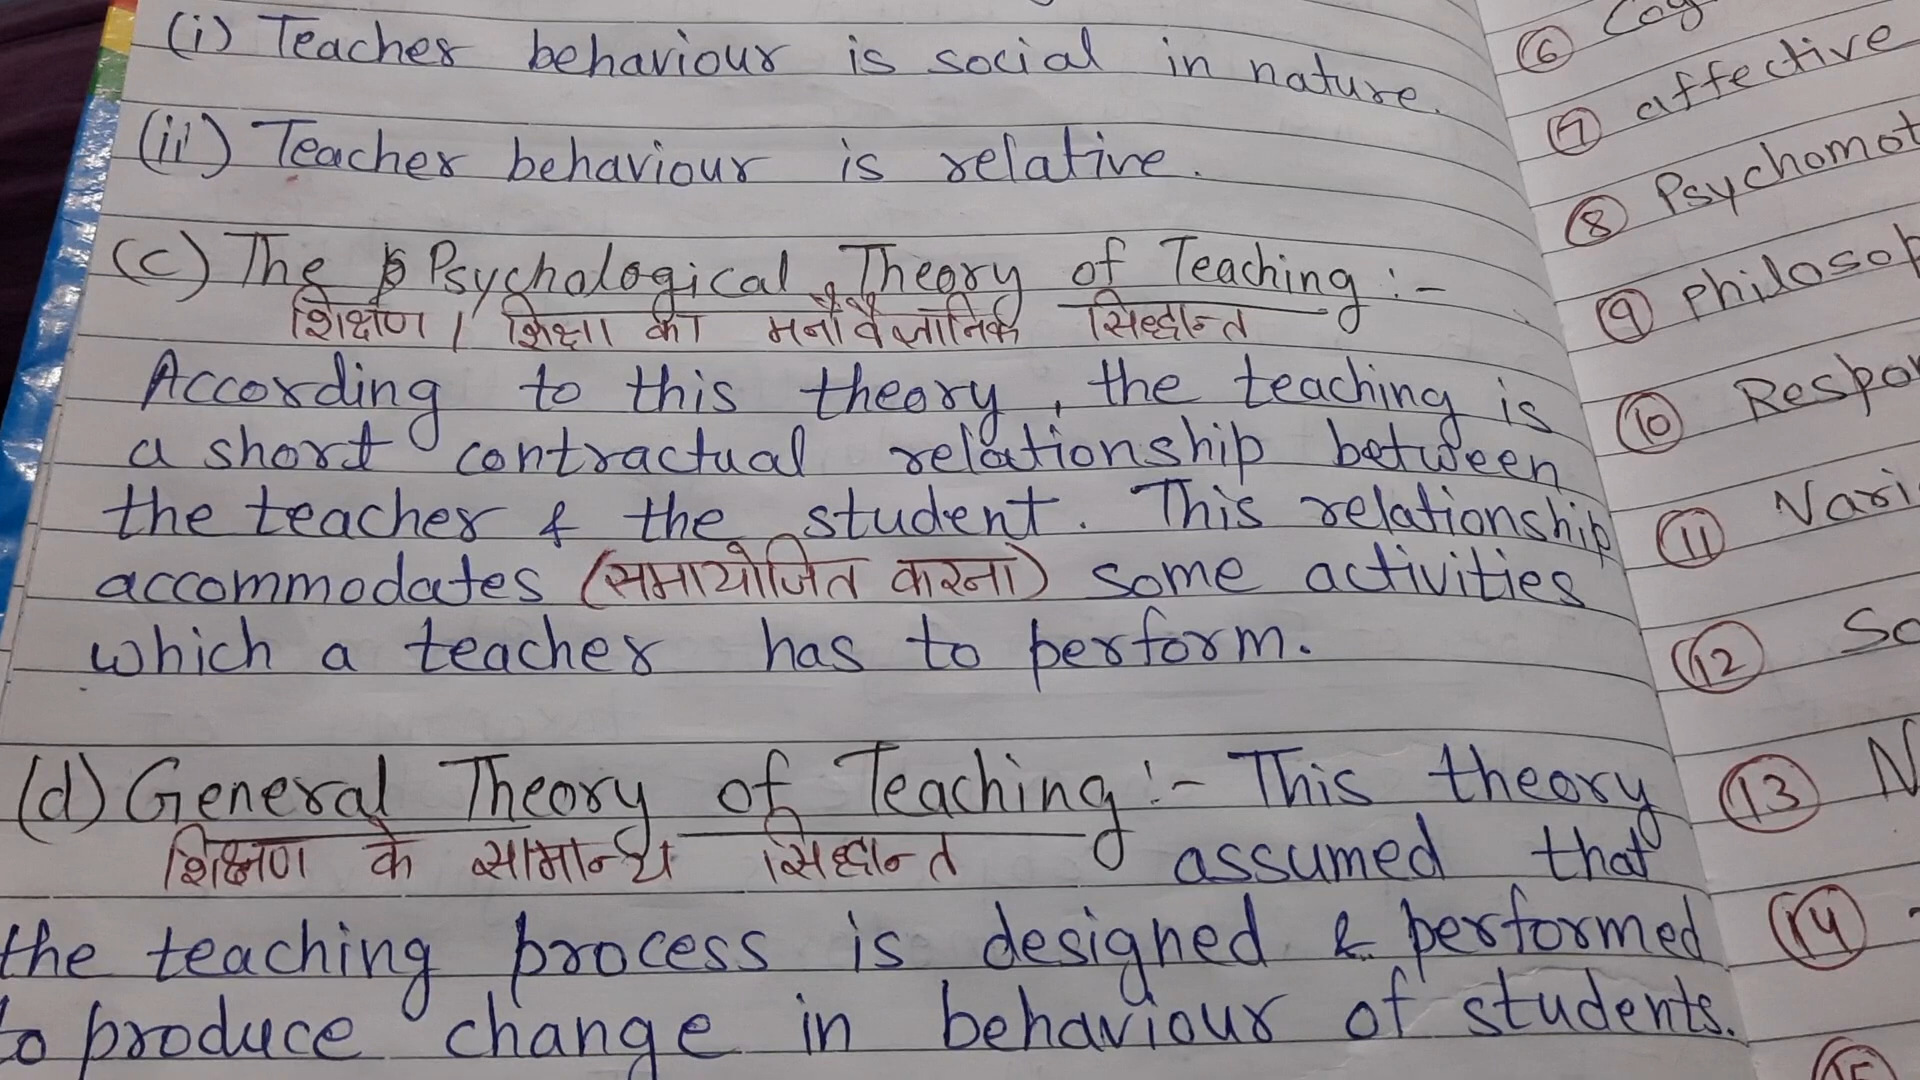 (i) Teacher behaviour is social in nature.
(ii) Teacher behaviour is relative.
(c) The Psychological Theory of Teaching :-
शिक्षण / शिक्षा का मनोवैज्ञानिक सिद्धान्त
According to this theory, the teaching is
a short contractual relationship between
the teacher & the student. This relationship
accommodates (समायोजित करना) some activities
which a teacher has to perform.
(d) General Theory of Teaching :- This theory
शिक्षण के सामान्य सिद्धान्त assumed that
the teaching process is designed & performed
to produce change in behaviour of students.
6
7 affective
8 Psychomot
9 Philosop
10 Respo
11 Vari
12 So
13 N
14
15